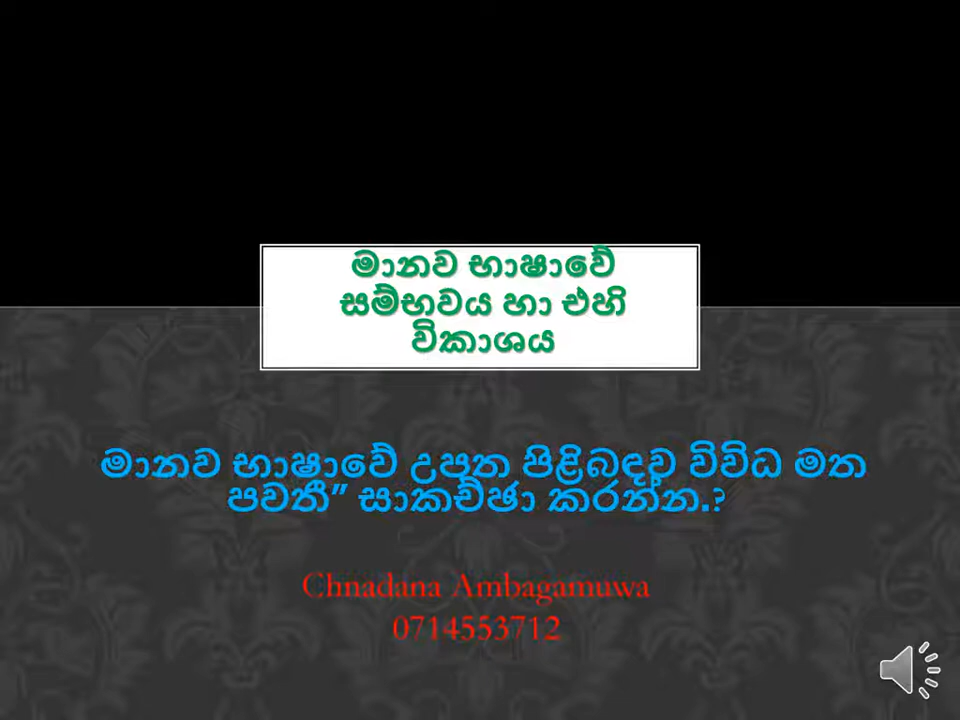 මානව භාෂාවේ
සම්භවය හා එහි
විකාශය
මානව භාෂාවේ උපත පිළිබඳව විවිධ මත
පවතී” සාකච්ඡා කරන්න.?
Chnadana Ambagamuwa
0714553712